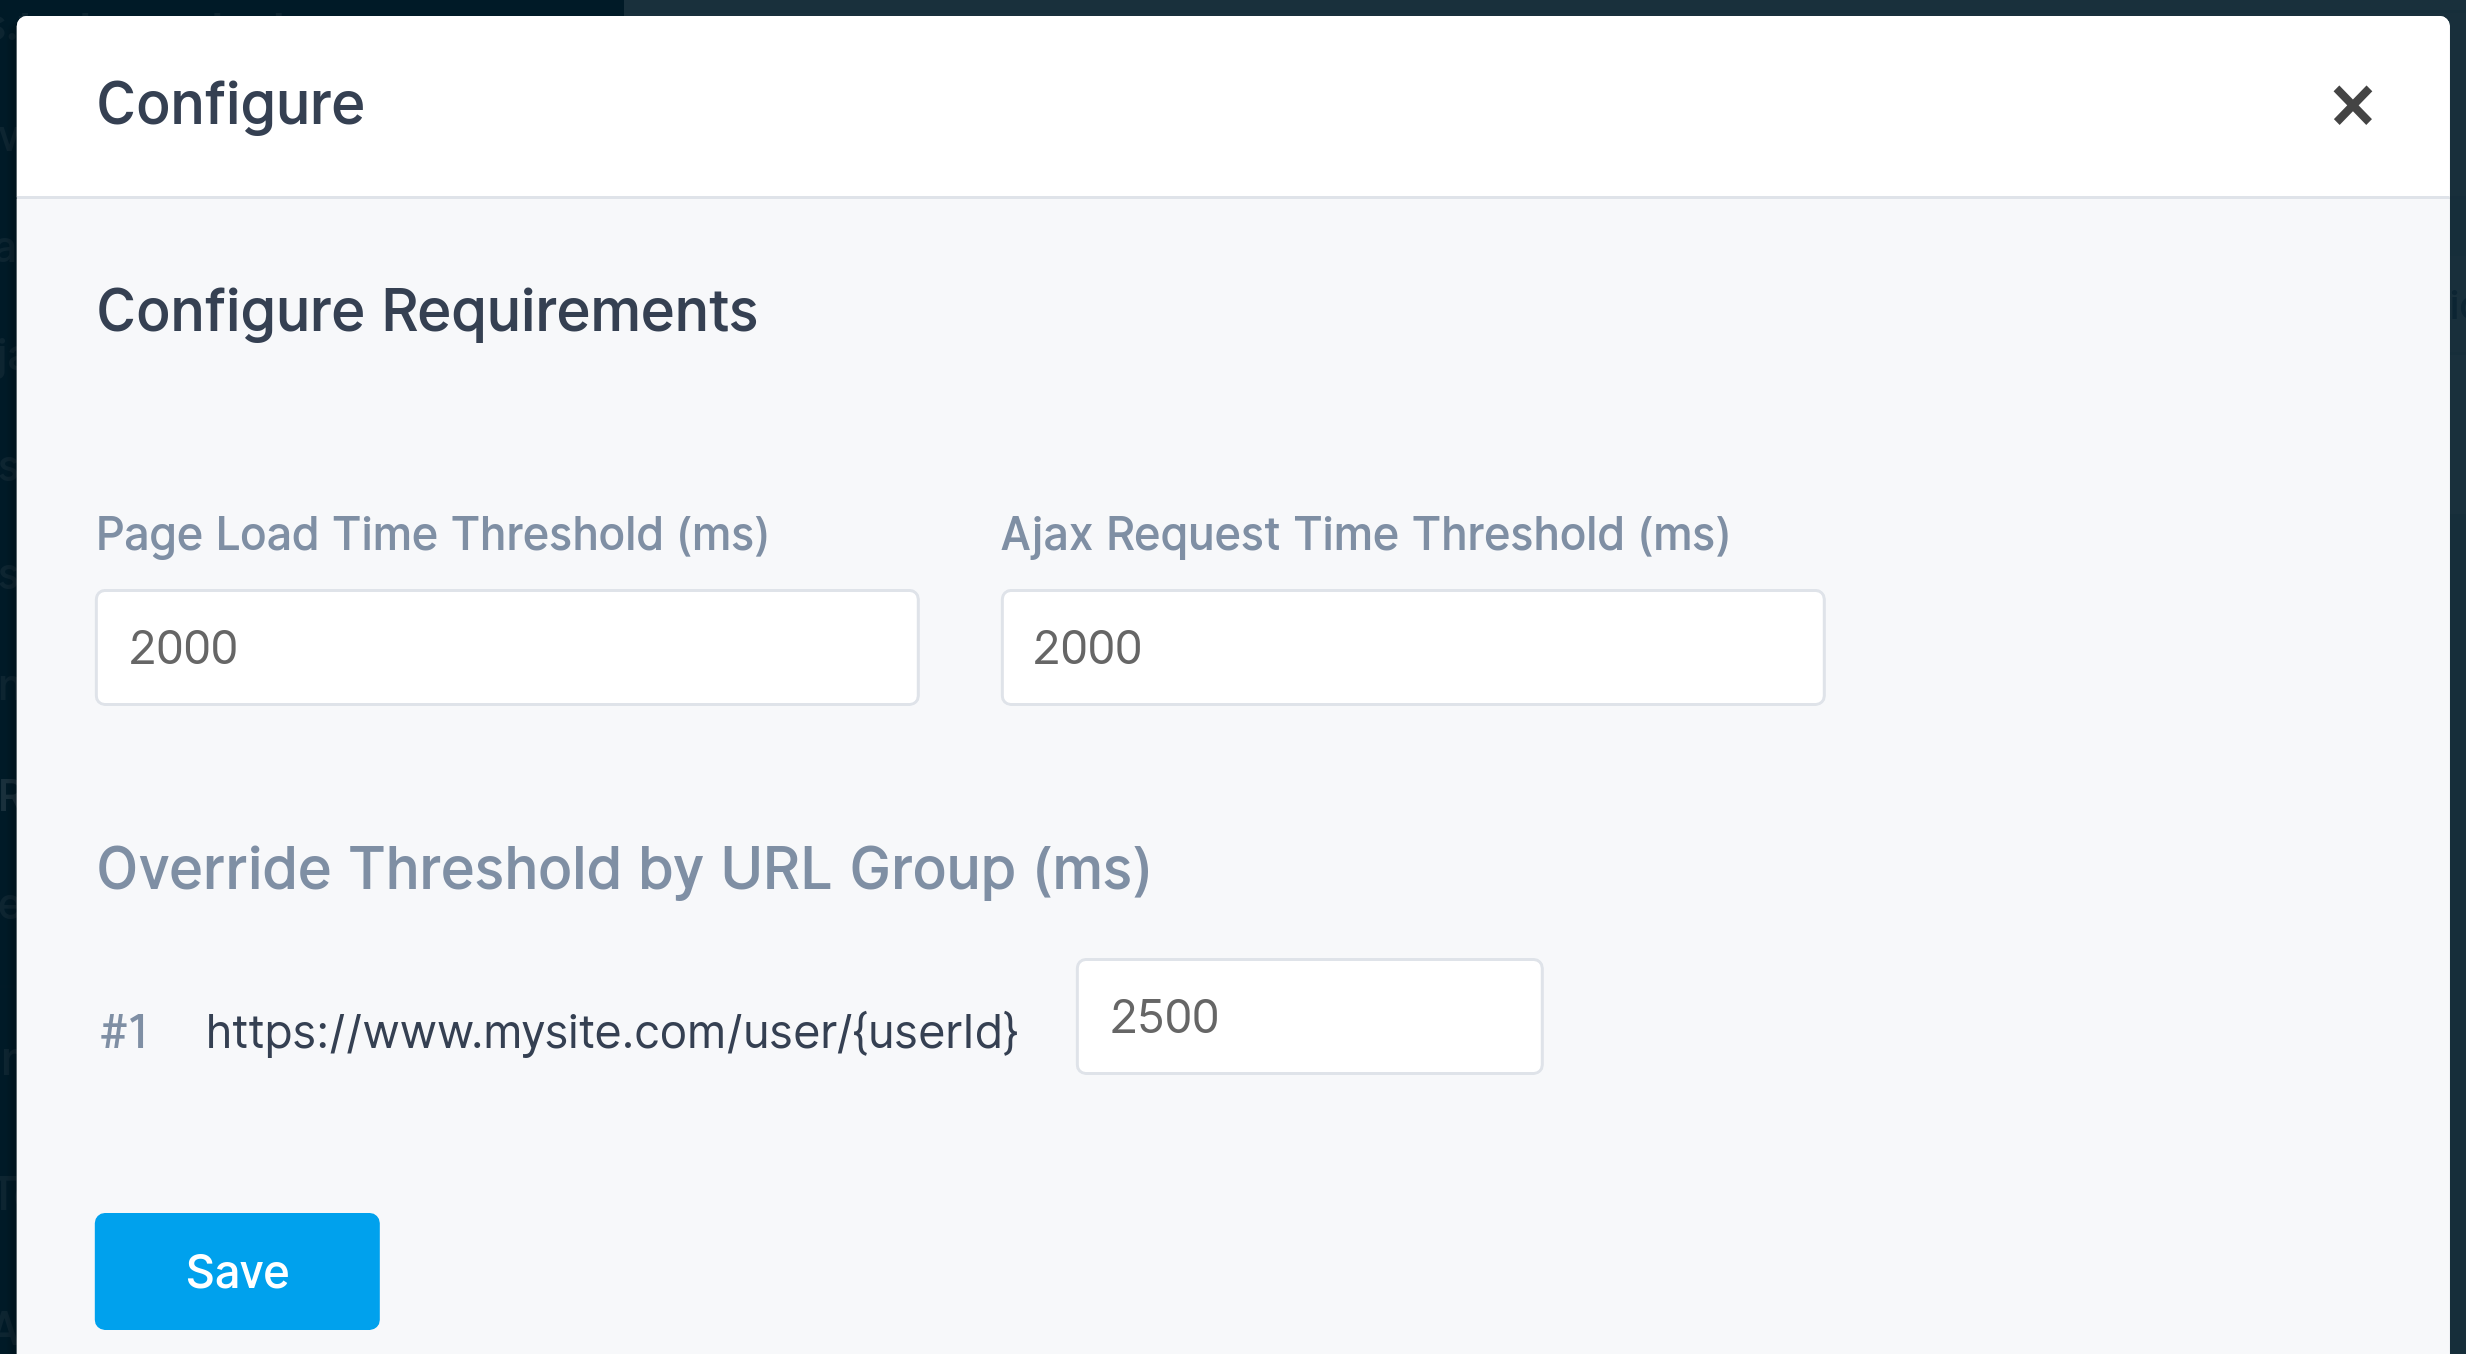 Configure
Configure Requirements
Page Load Time Threshold (ms) Ajax Request Time Threshold (ms)
2000 2000
Override Threshold by URL Group (ms)
#1 https://www.mysite.com/user/{userId} 2500
Save